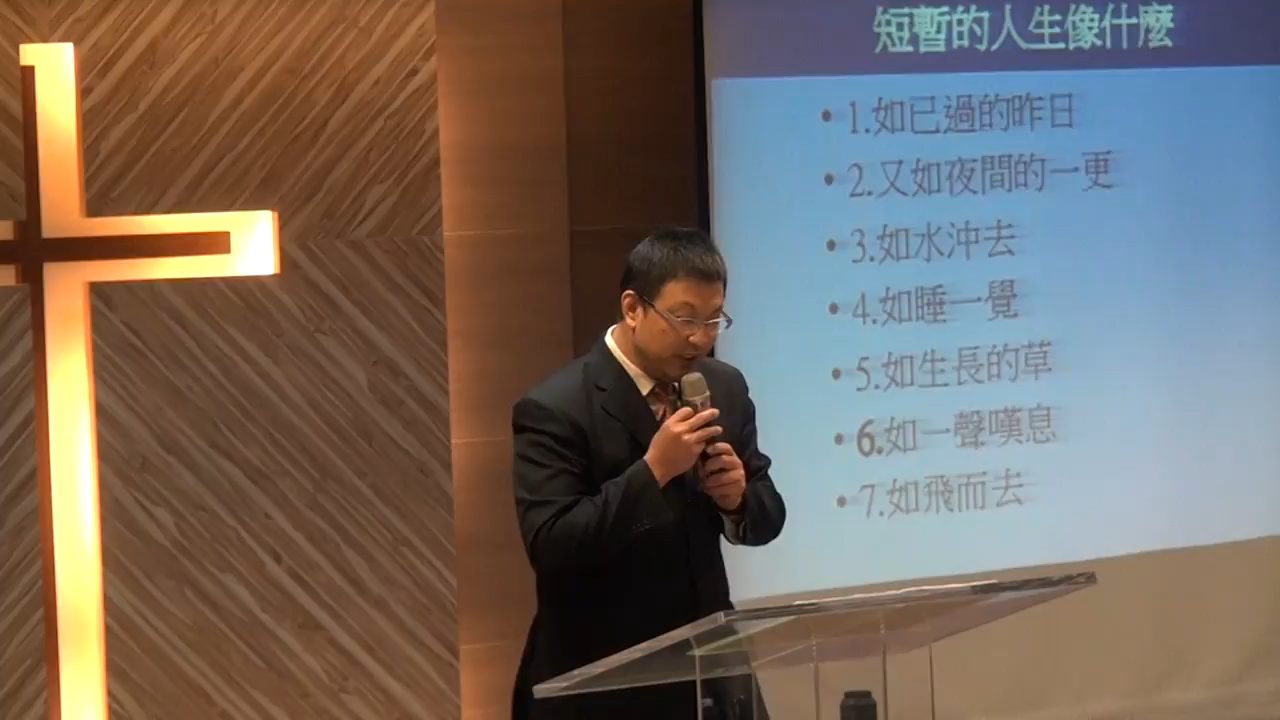 短暫的人生像什麼
•1.如已過的昨日
•2.又如夜間的一更
•3.如水沖去
•4.如睡一覺
•5.如生長的草
•6.如一聲嘆息
•7.如飛而去